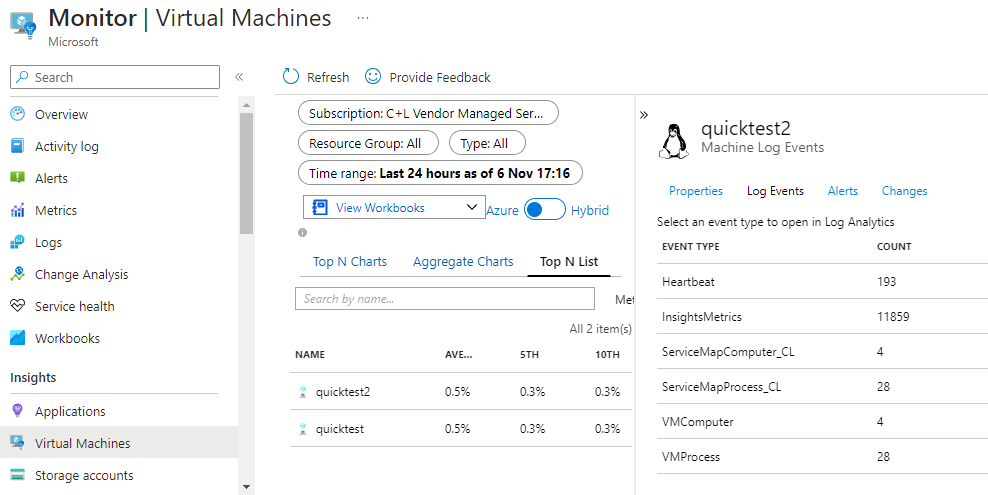 Monitor | Virtual Machines ...
Microsoft
Search «
Overview
Activity log
Alerts
Metrics
Logs
Change Analysis
Service health
Workbooks
Insights
Applications
Virtual Machines
Storage accounts
Refresh Provide Feedback
Subscription: C+L Vendor Managed Ser...
Resource Group: All Type: All
Time range: Last 24 hours as of 6 Nov 17:16
View Workbooks Azure Hybrid
Top N Charts Aggregate Charts Top N List
Search by name... Met
All 2 item(s)
NAME AVE... 5TH 10TH
quicktest2 0.5% 0.3% 0.3%
quicktest 0.5% 0.3% 0.3%
»
quicktest2
Machine Log Events
Properties Log Events Alerts Changes
Select an event type to open in Log Analytics
EVENT TYPE COUNT
Heartbeat 193
InsightsMetrics 11859
ServiceMapComputer_CL 4
ServiceMapProcess_CL 28
VMComputer 4
VMProcess 28